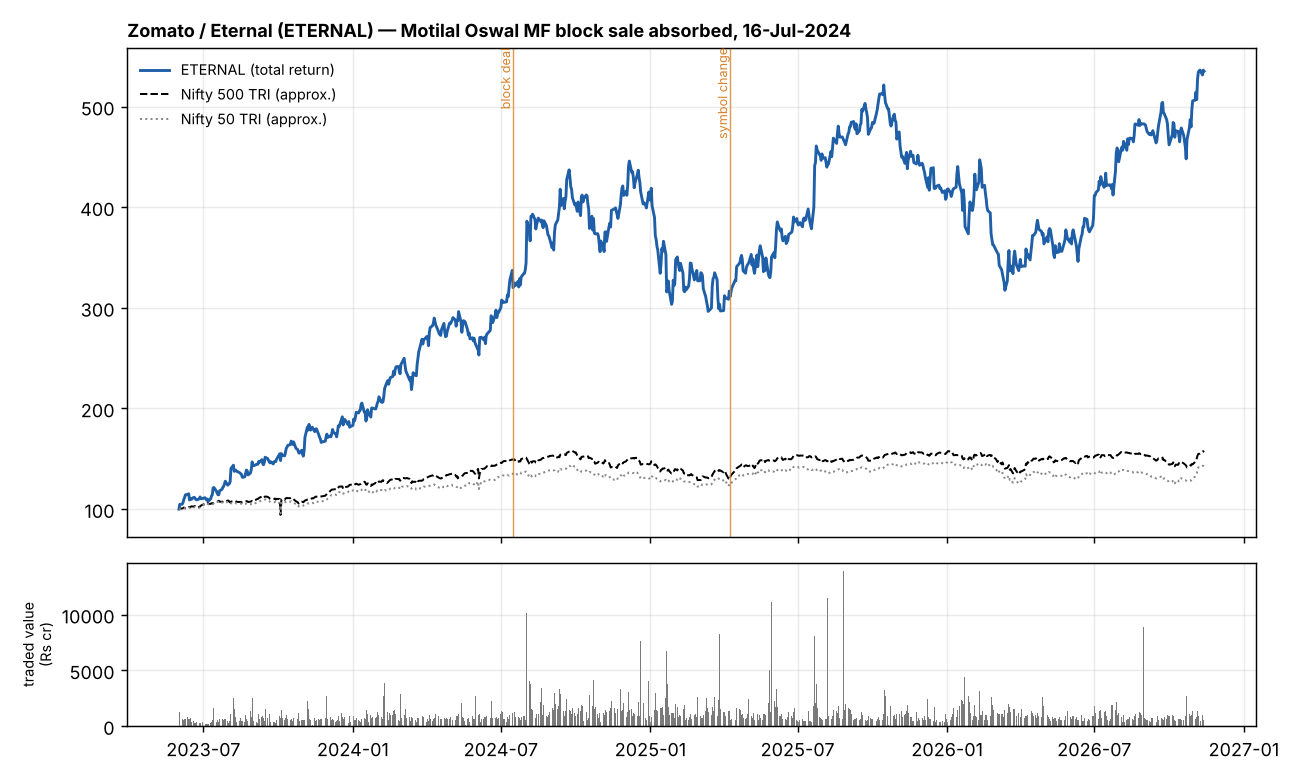 Zomato / Eternal (ETERNAL) — Motilal Oswal MF block sale absorbed, 16-Jul-2024
ETERNAL (total return)
Nifty 500 TRI (approx.)
Nifty 50 TRI (approx.)
block deal
symbol change
500
400
300
200
100
traded value
(Rs cr)
10000
5000
0
2023-07
2024-01
2024-07
2025-01
2025-07
2026-01
2026-07
2027-01